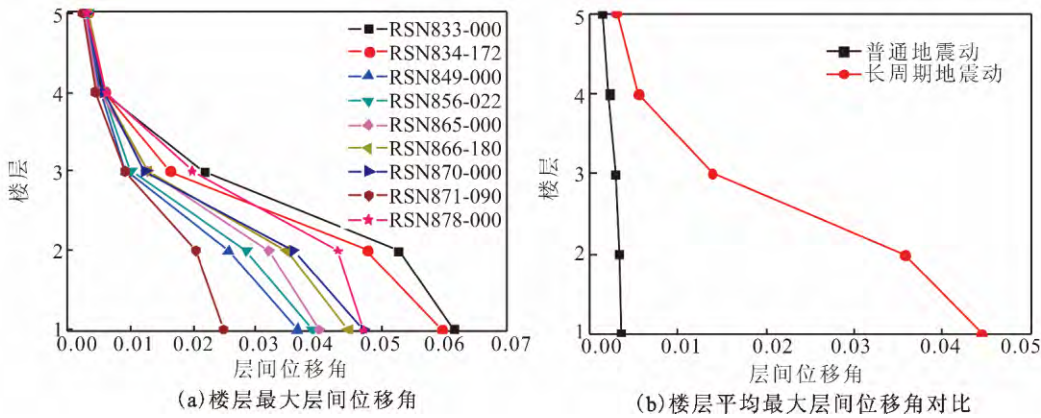 5
4
3
2
1
楼层
0.00 0.01 0.02 0.03 0.04 0.05 0.06 0.07
层间位移角
RSN833-000
RSN834-172
RSN849-000
RSN856-022
RSN865-000
RSN866-180
RSN870-000
RSN871-090
RSN878-000
(a)楼层最大层间位移角
5
4
3
2
1
楼层
0.00 0.01 0.02 0.03 0.04 0.05
层间位移角
普通地震动
长周期地震动
(b)楼层平均最大层间位移角对比